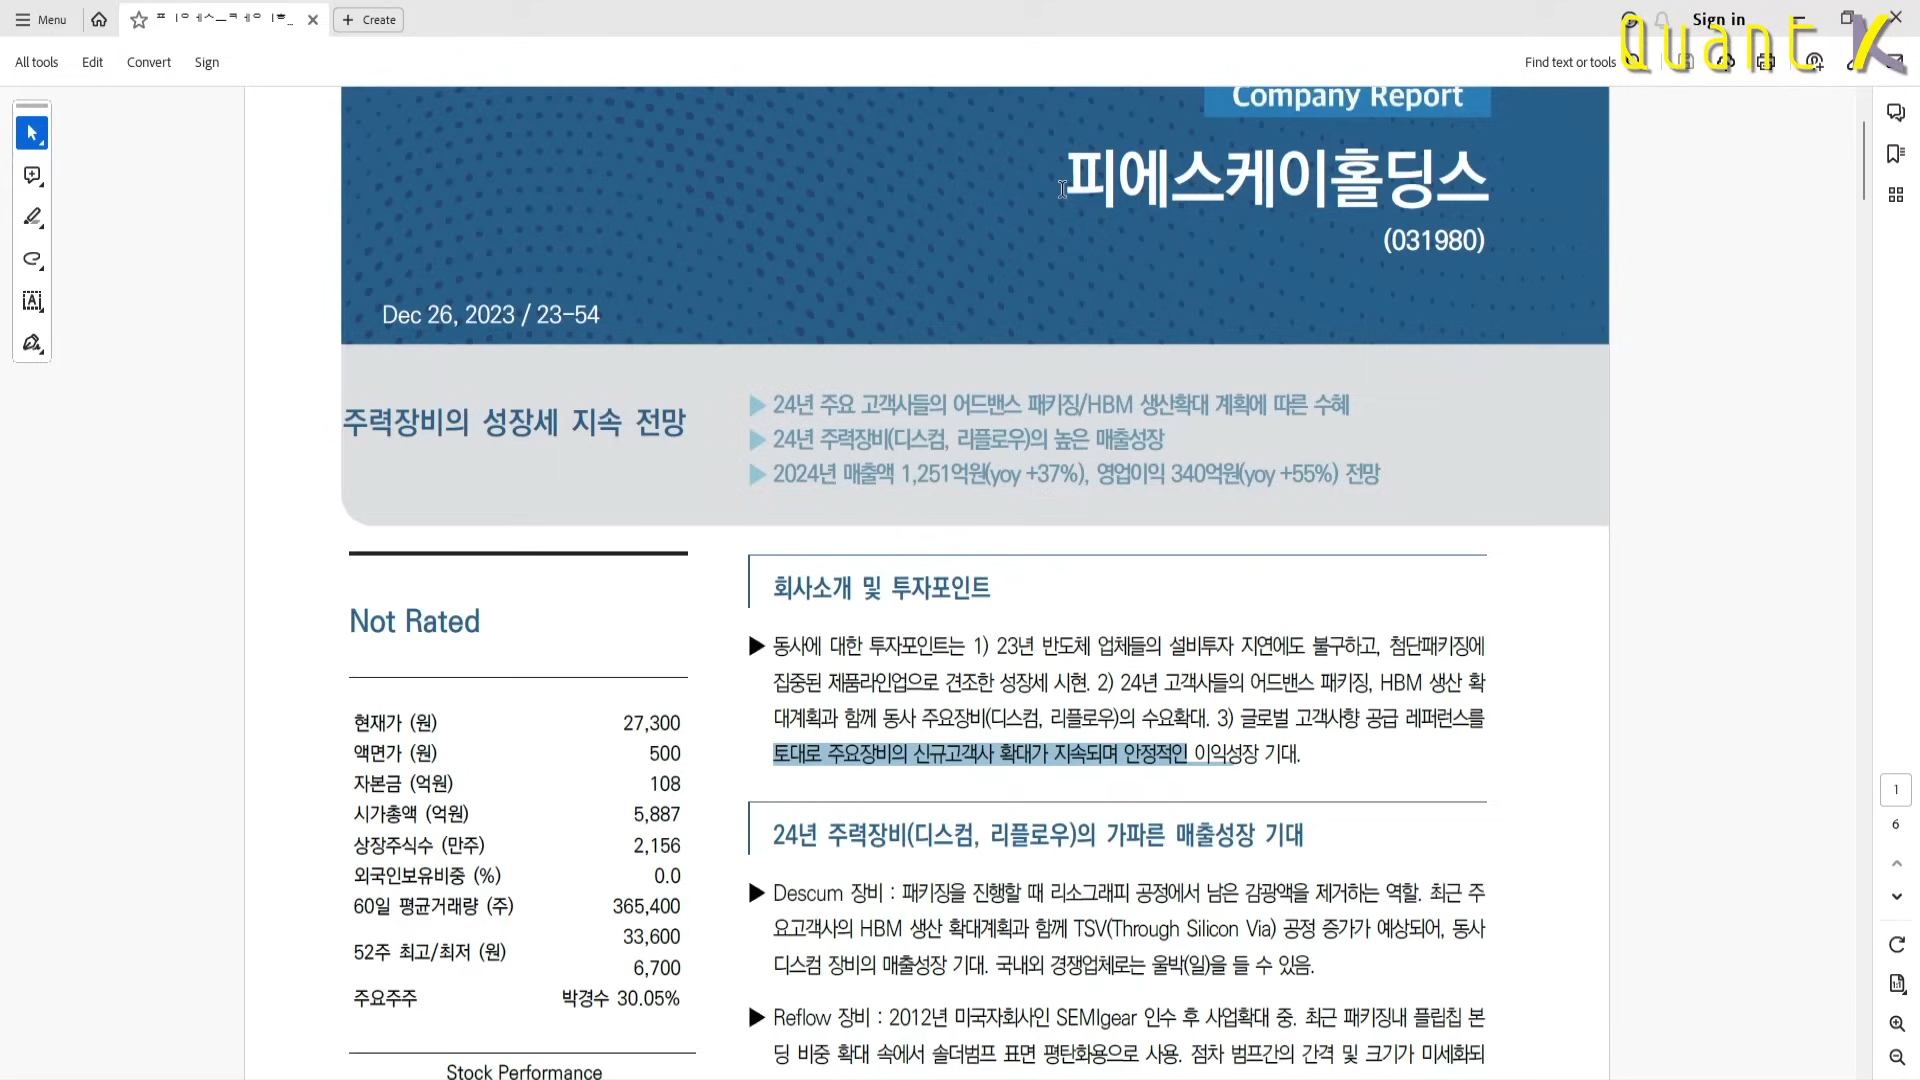 Menu
Create
Sign in
Quant K
All tools
Edit
Convert
Sign
Find text or tools
Company Report
피에스케이홀딩스
(031980)
Dec 26, 2023 / 23-54
주력장비의 성장세 지속 전망
▶ 24년 주요 고객사들의 어드밴스 패키징/HBM 생산확대 계획에 따른 수혜
▶ 24년 주력장비(디스컴, 리플로우)의 높은 매출성장
▶ 2024년 매출액 1,251억원(yoy +37%), 영업이익 340억원(yoy +55%) 전망
Not Rated
현재가 (원) 27,300
액면가 (원) 500
자본금 (억원) 108
시가총액 (억원) 5,887
상장주식수 (만주) 2,156
외국인보유비중 (%) 0.0
60일 평균거래량 (주) 365,400
52주 최고/최저 (원) 33,600
6,700
주요주주 박경수 30.05%
Stock Performance
회사소개 및 투자포인트
▶ 동사에 대한 투자포인트는 1) 23년 반도체 업체들의 설비투자 지연에도 불구하고, 첨단패키징에
집중된 제품라인업으로 견조한 성장세 시현. 2) 24년 고객사들의 어드밴스 패키징, HBM 생산 확
대계획과 함께 동사 주요장비(디스컴, 리플로우)의 수요확대. 3) 글로벌 고객사향 공급 레퍼런스를
토대로 주요장비의 신규고객사 확대가 지속되며 안정적인 이익성장 기대.
24년 주력장비(디스컴, 리플로우)의 가파른 매출성장 기대
▶ Descum 장비 : 패키징을 진행할 때 리소그래피 공정에서 남은 감광액을 제거하는 역할. 최근 주
요고객사의 HBM 생산 확대계획과 함께 TSV(Through Silicon Via) 공정 증가가 예상되어, 동사
디스컴 장비의 매출성장 기대. 국내외 경쟁업체로는 울박(일)을 들 수 있음.
▶ Reflow 장비 : 2012년 미국자회사인 SEMIgear 인수 후 사업확대 중. 최근 패키징내 플립칩 본
딩 비중 확대 속에서 솔더범프 표면 평탄화용으로 사용. 점차 범프간의 간격 및 크기가 미세화되
1
6